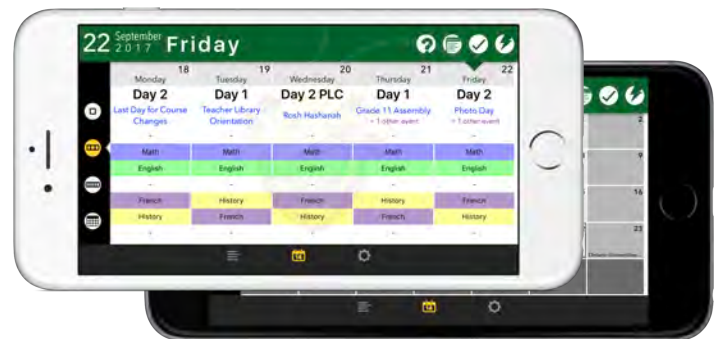 22 September 2017 Friday
18 19 20 21 22
Monday Tuesday Wednesday Thursday Friday
Day 2 Day 1 Day 2 PLC Day 1 Day 2
Last Day for Course Changes Teacher Library Orientation Rosh Hashanah Grade 11 Assembly + 1 other event Photo Day + 1 other event
- - - - -
Math Math Math Math Math
English English English English English
- - - - -
French History French History French
History French History French History
- - - - -
14
2
9
16
23
14